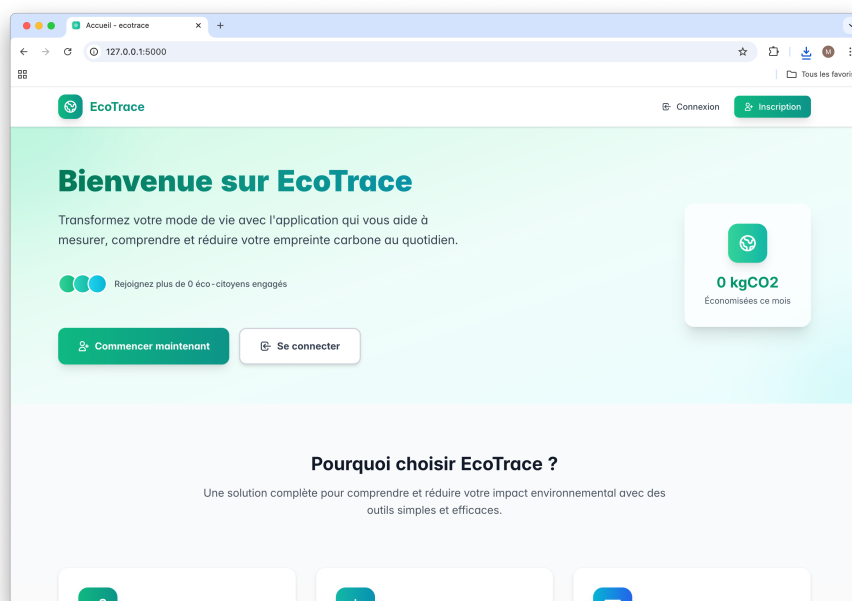 Accueil - ecotrace
127.0.0.1:5000
M
Tous les favoris
EcoTrace
Connexion
Inscription
Bienvenue sur EcoTrace
Transformez votre mode de vie avec l'application qui vous aide à
mesurer, comprendre et réduire votre empreinte carbone au quotidien.
Rejoignez plus de 0 éco-citoyens engagés
Commencer maintenant
Se connecter
0 kgCO2
Économisées ce mois
Pourquoi choisir EcoTrace ?
Une solution complète pour comprendre et réduire votre impact environnemental avec des
outils simples et efficaces.